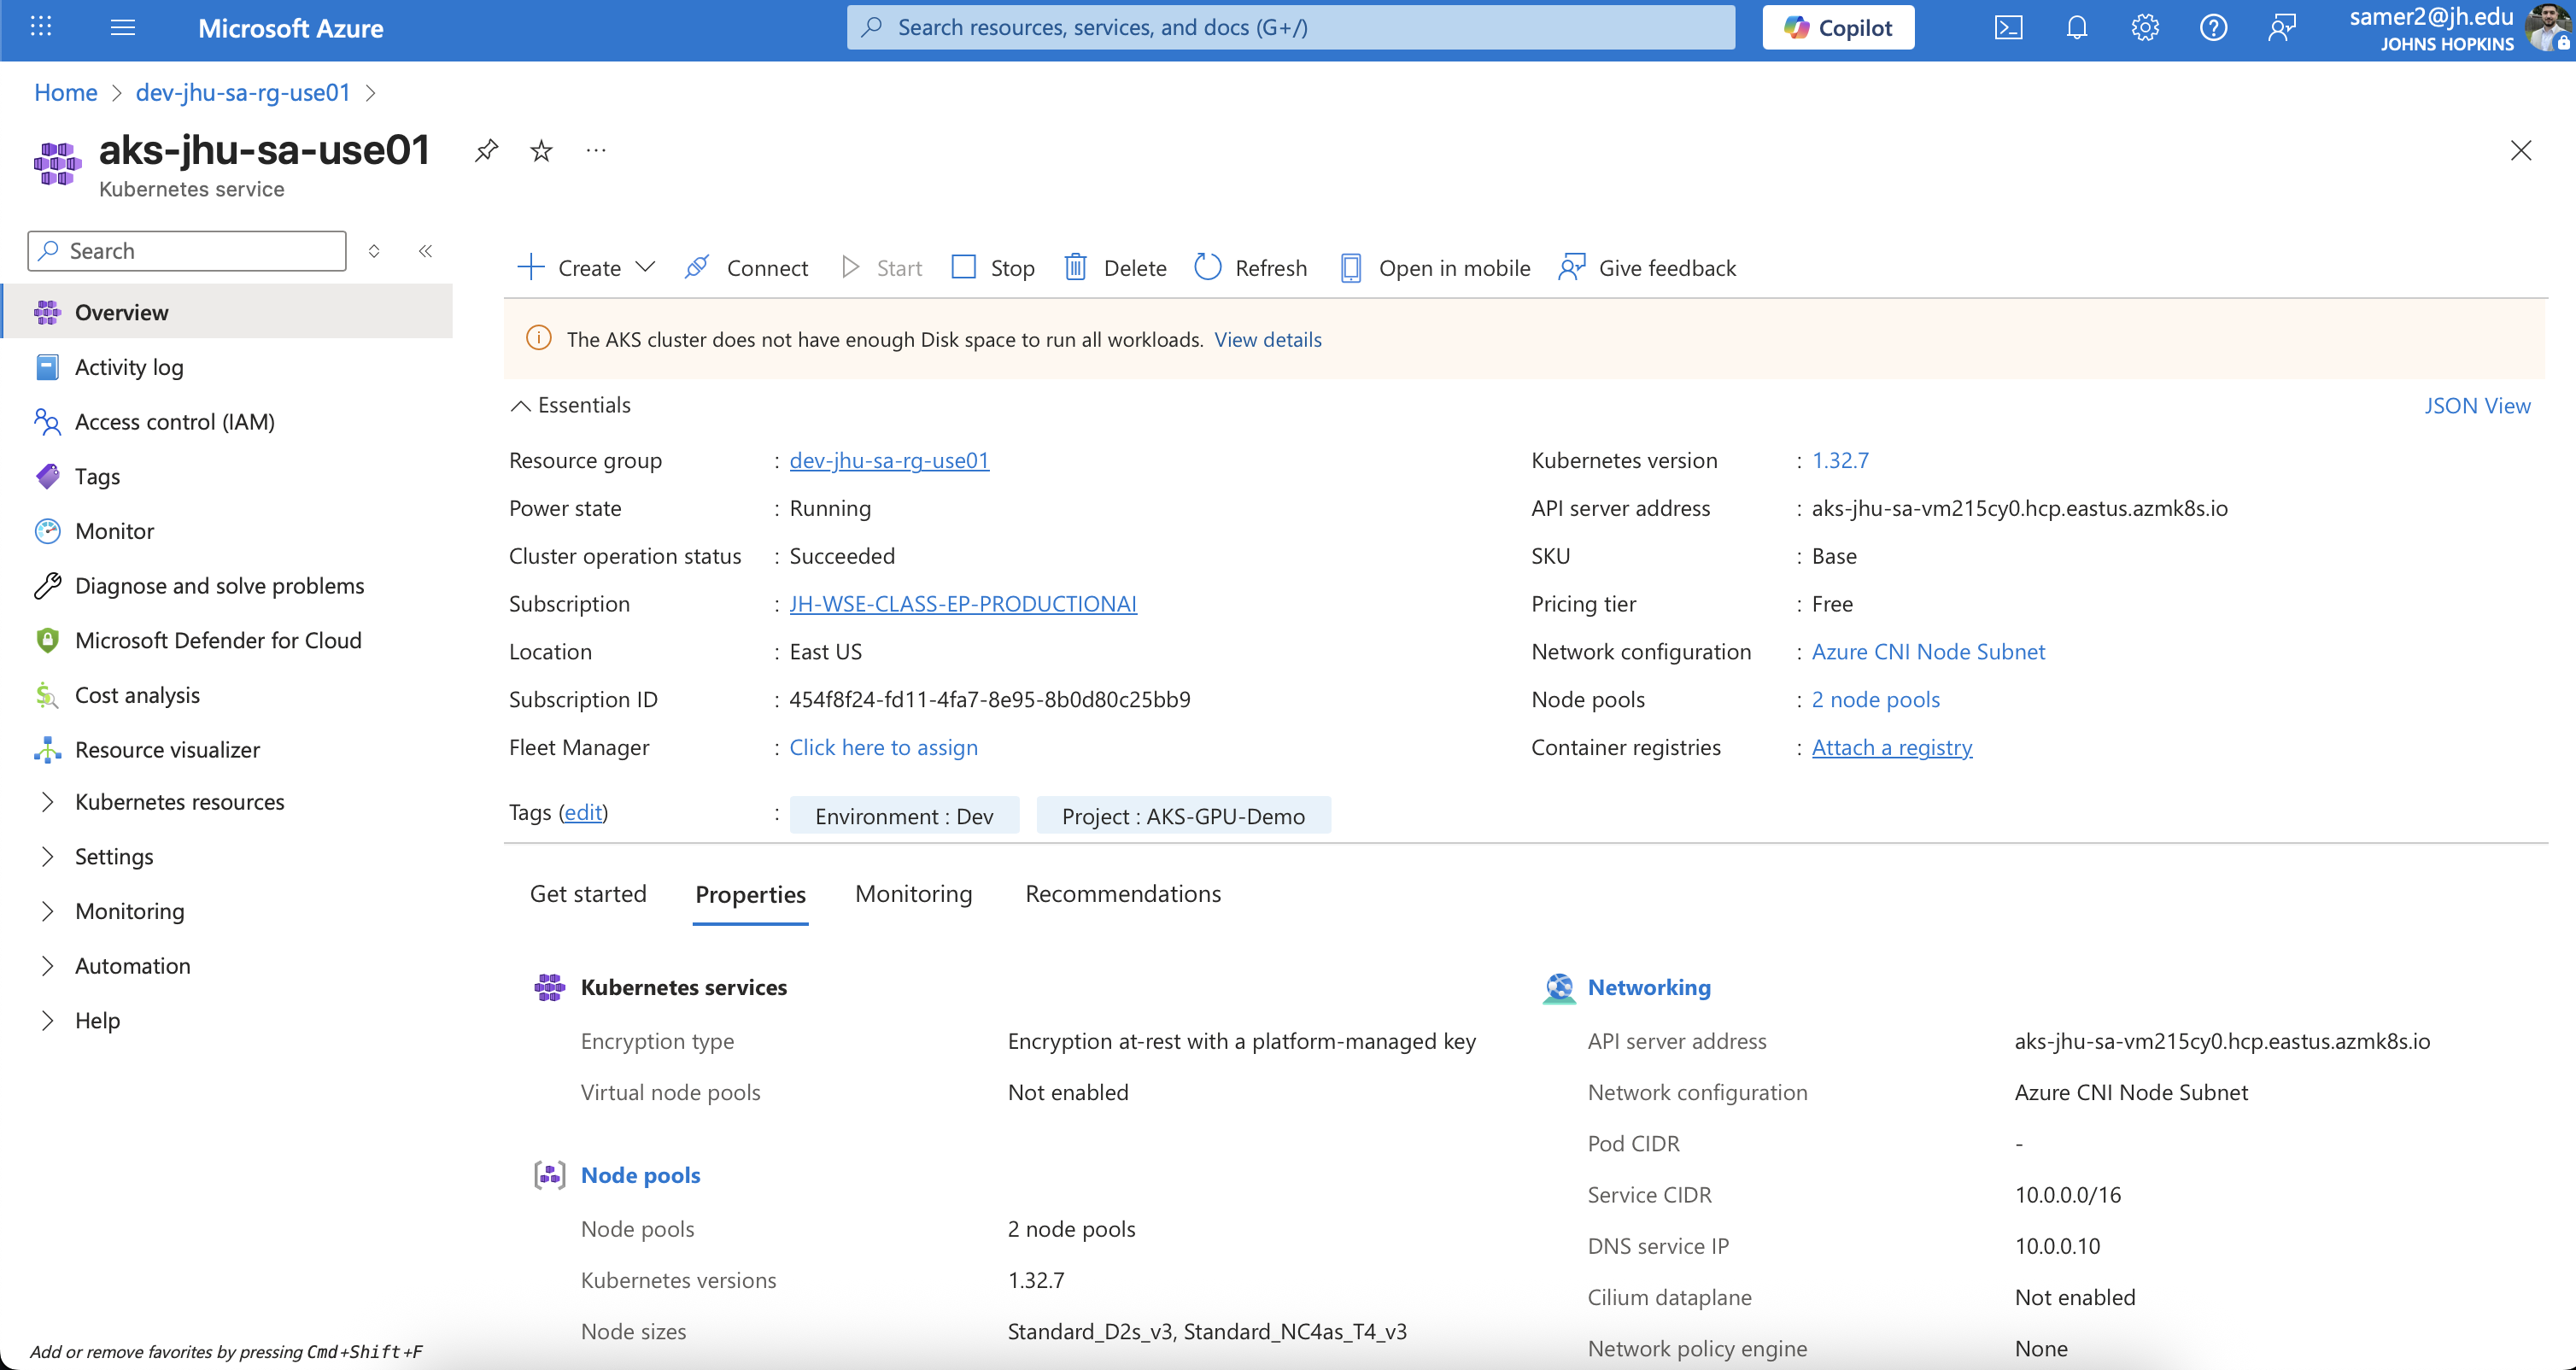 Microsoft Azure
Search resources, services, and docs (G+/)
Copilot
samer2@jh.edu
JOHNS HOPKINS
Home > dev-jhu-sa-rg-use01 >
aks-jhu-sa-use01
Kubernetes service
Search
Overview
Activity log
Access control (IAM)
Tags
Monitor
Diagnose and solve problems
Microsoft Defender for Cloud
Cost analysis
Resource visualizer
Kubernetes resources
Settings
Monitoring
Automation
Help
Add or remove favorites by pressing Cmd+Shift+F
Create Connect Start Stop Delete Refresh Open in mobile Give feedback
The AKS cluster does not have enough Disk space to run all workloads. View details
Essentials
JSON View
Resource group : dev-jhu-sa-rg-use01
Power state : Running
Cluster operation status : Succeeded
Subscription : JH-WSE-CLASS-EP-PRODUCTIONAI
Location : East US
Subscription ID : 454f8f24-fd11-4fa7-8e95-8b0d80c25bb9
Fleet Manager : Click here to assign
Kubernetes version : 1.32.7
API server address : aks-jhu-sa-vm215cy0.hcp.eastus.azmk8s.io
SKU : Base
Pricing tier : Free
Network configuration : Azure CNI Node Subnet
Node pools : 2 node pools
Container registries : Attach a registry
Tags (edit) : Environment : Dev Project : AKS-GPU-Demo
Get started Properties Monitoring Recommendations
Kubernetes services
Encryption type Encryption at-rest with a platform-managed key
Virtual node pools Not enabled
Node pools
Node pools 2 node pools
Kubernetes versions 1.32.7
Node sizes Standard_D2s_v3, Standard_NC4as_T4_v3
Networking
API server address aks-jhu-sa-vm215cy0.hcp.eastus.azmk8s.io
Network configuration Azure CNI Node Subnet
Pod CIDR -
Service CIDR 10.0.0.0/16
DNS service IP 10.0.0.10
Cilium dataplane Not enabled
Network policy engine None